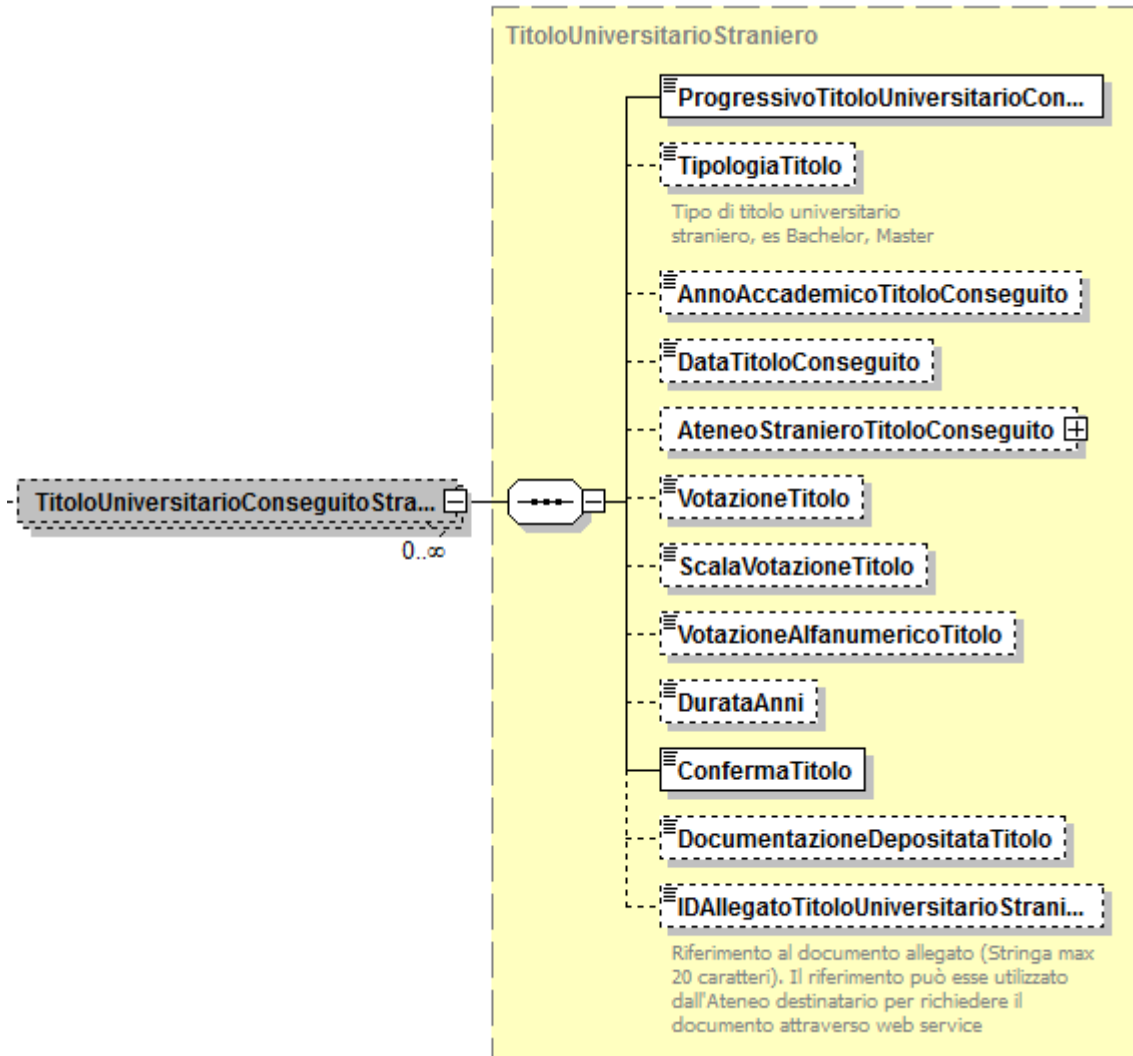 TitoloUniversitarioStraniero
ProgressivoTitoloUniversitarioCon...
TipologiaTitolo
Tipo di titolo universitario
straniero, es Bachelor, Master
AnnoAccademicoTitoloConseguito
DataTitoloConseguito
AteneoStranieroTitoloConseguito
TitoloUniversitarioConseguitoStra...
0..∞
VotazioneTitolo
ScalaVotazioneTitolo
VotazioneAlfanumericoTitolo
DurataAnni
ConfermaTitolo
DocumentazioneDepositataTitolo
IDAllegatoTitoloUniversitarioStrani...
Riferimento al documento allegato (Stringa max
20 caratteri). Il riferimento può esse utilizzato
dall'Ateneo destinatario per richiedere il
documento attraverso web service